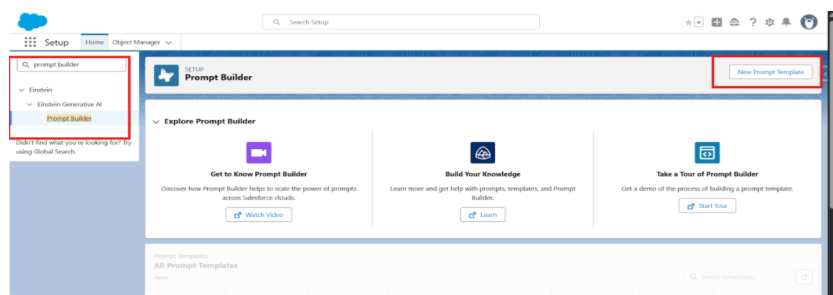 Search Setup
Setup
Home
Object Manager
prompt builder
Einstein
Einstein Generative AI
Prompt Builder
Didn't find what you're looking for? Try
using Global Search.
SETUP
Prompt Builder
New Prompt Template
Explore Prompt Builder
Get to Know Prompt Builder
Discover how Prompt Builder helps to scale the power of prompts
across Salesforce clouds.
Watch Video
Build Your Knowledge
Learn more and get help with prompts, templates, and Prompt
Builder.
Learn
Take a Tour of Prompt Builder
Get a demo of the process of building a prompt template.
Start Tour
Prompt Templates
All Prompt Templates
Search templates...